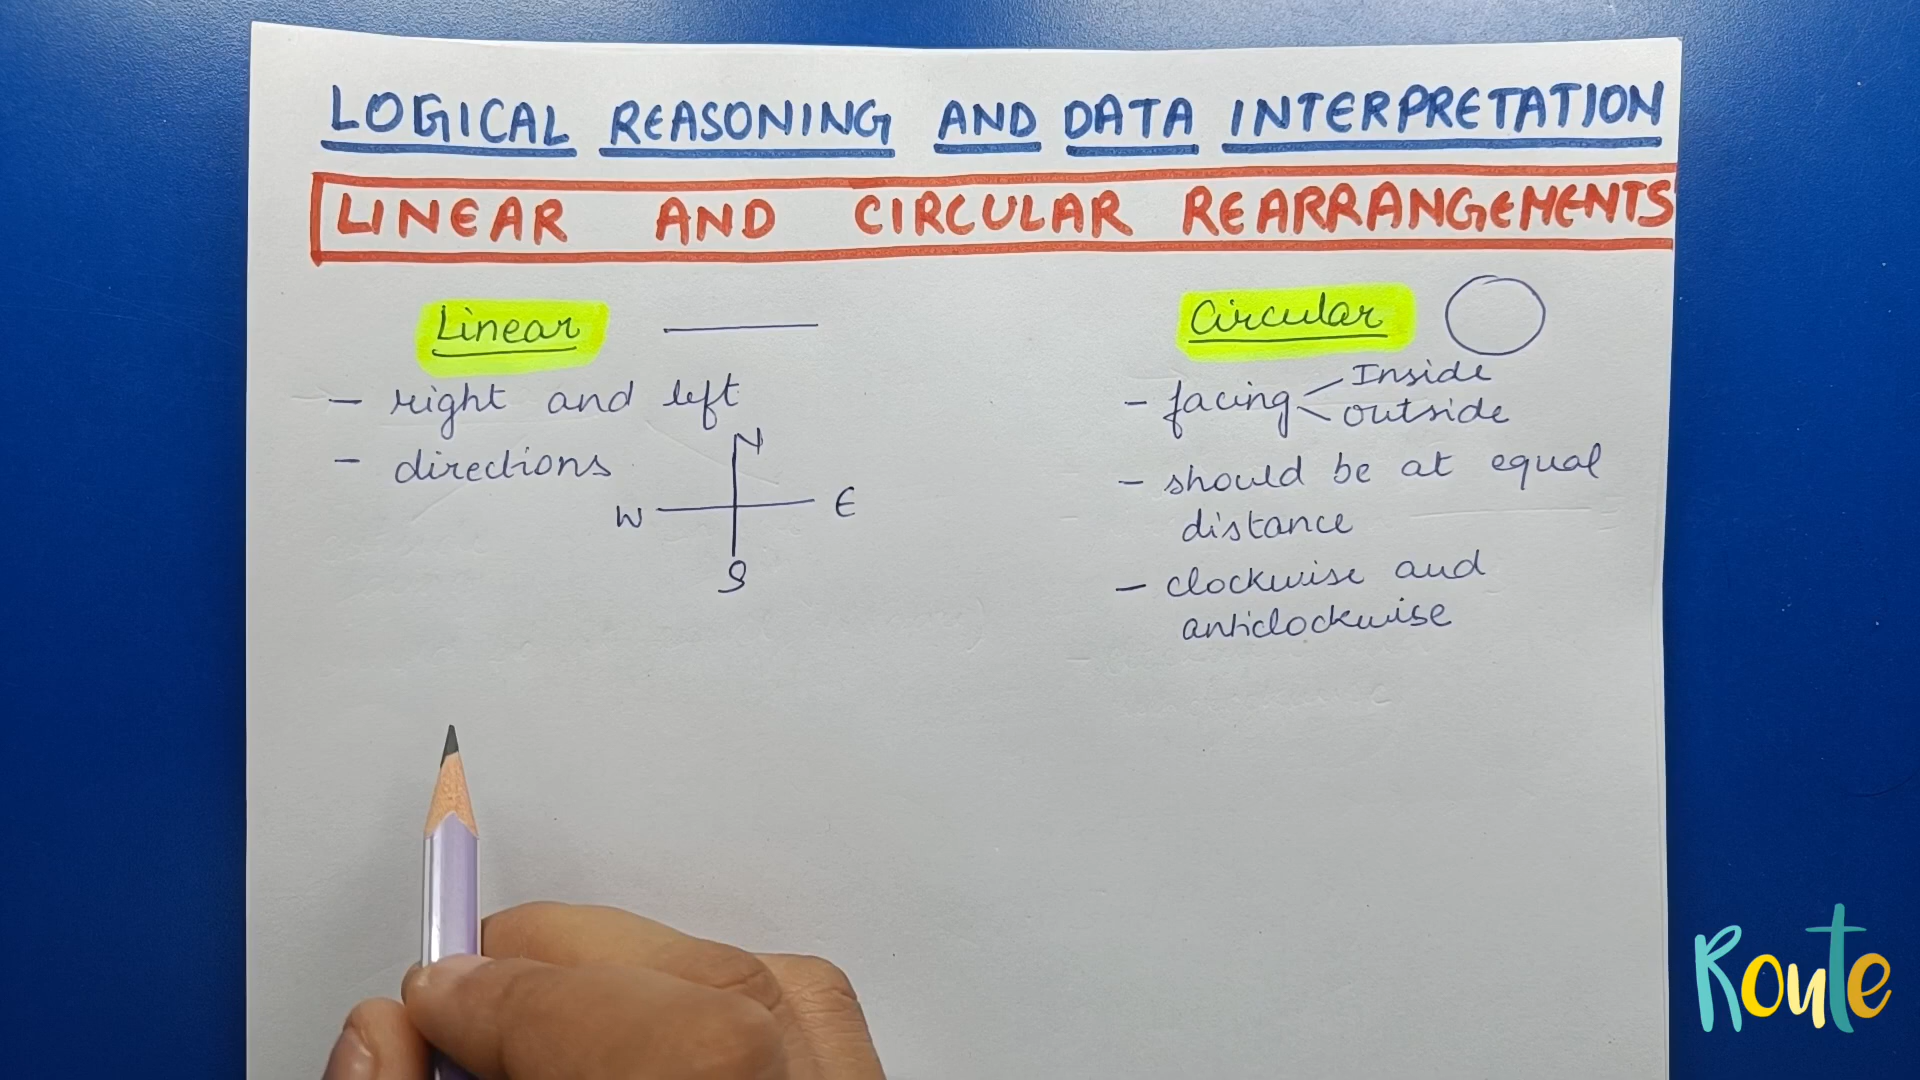 LOGICAL REASONING AND DATA INTERPRETATION
LINEAR AND CIRCULAR REARRANGEMENTS
Linear
- right and left
- directions
N
W E
S
Circular
- facing < Inside
outside
- should be at equal
distance
- clockwise and
anticlockwise
Route